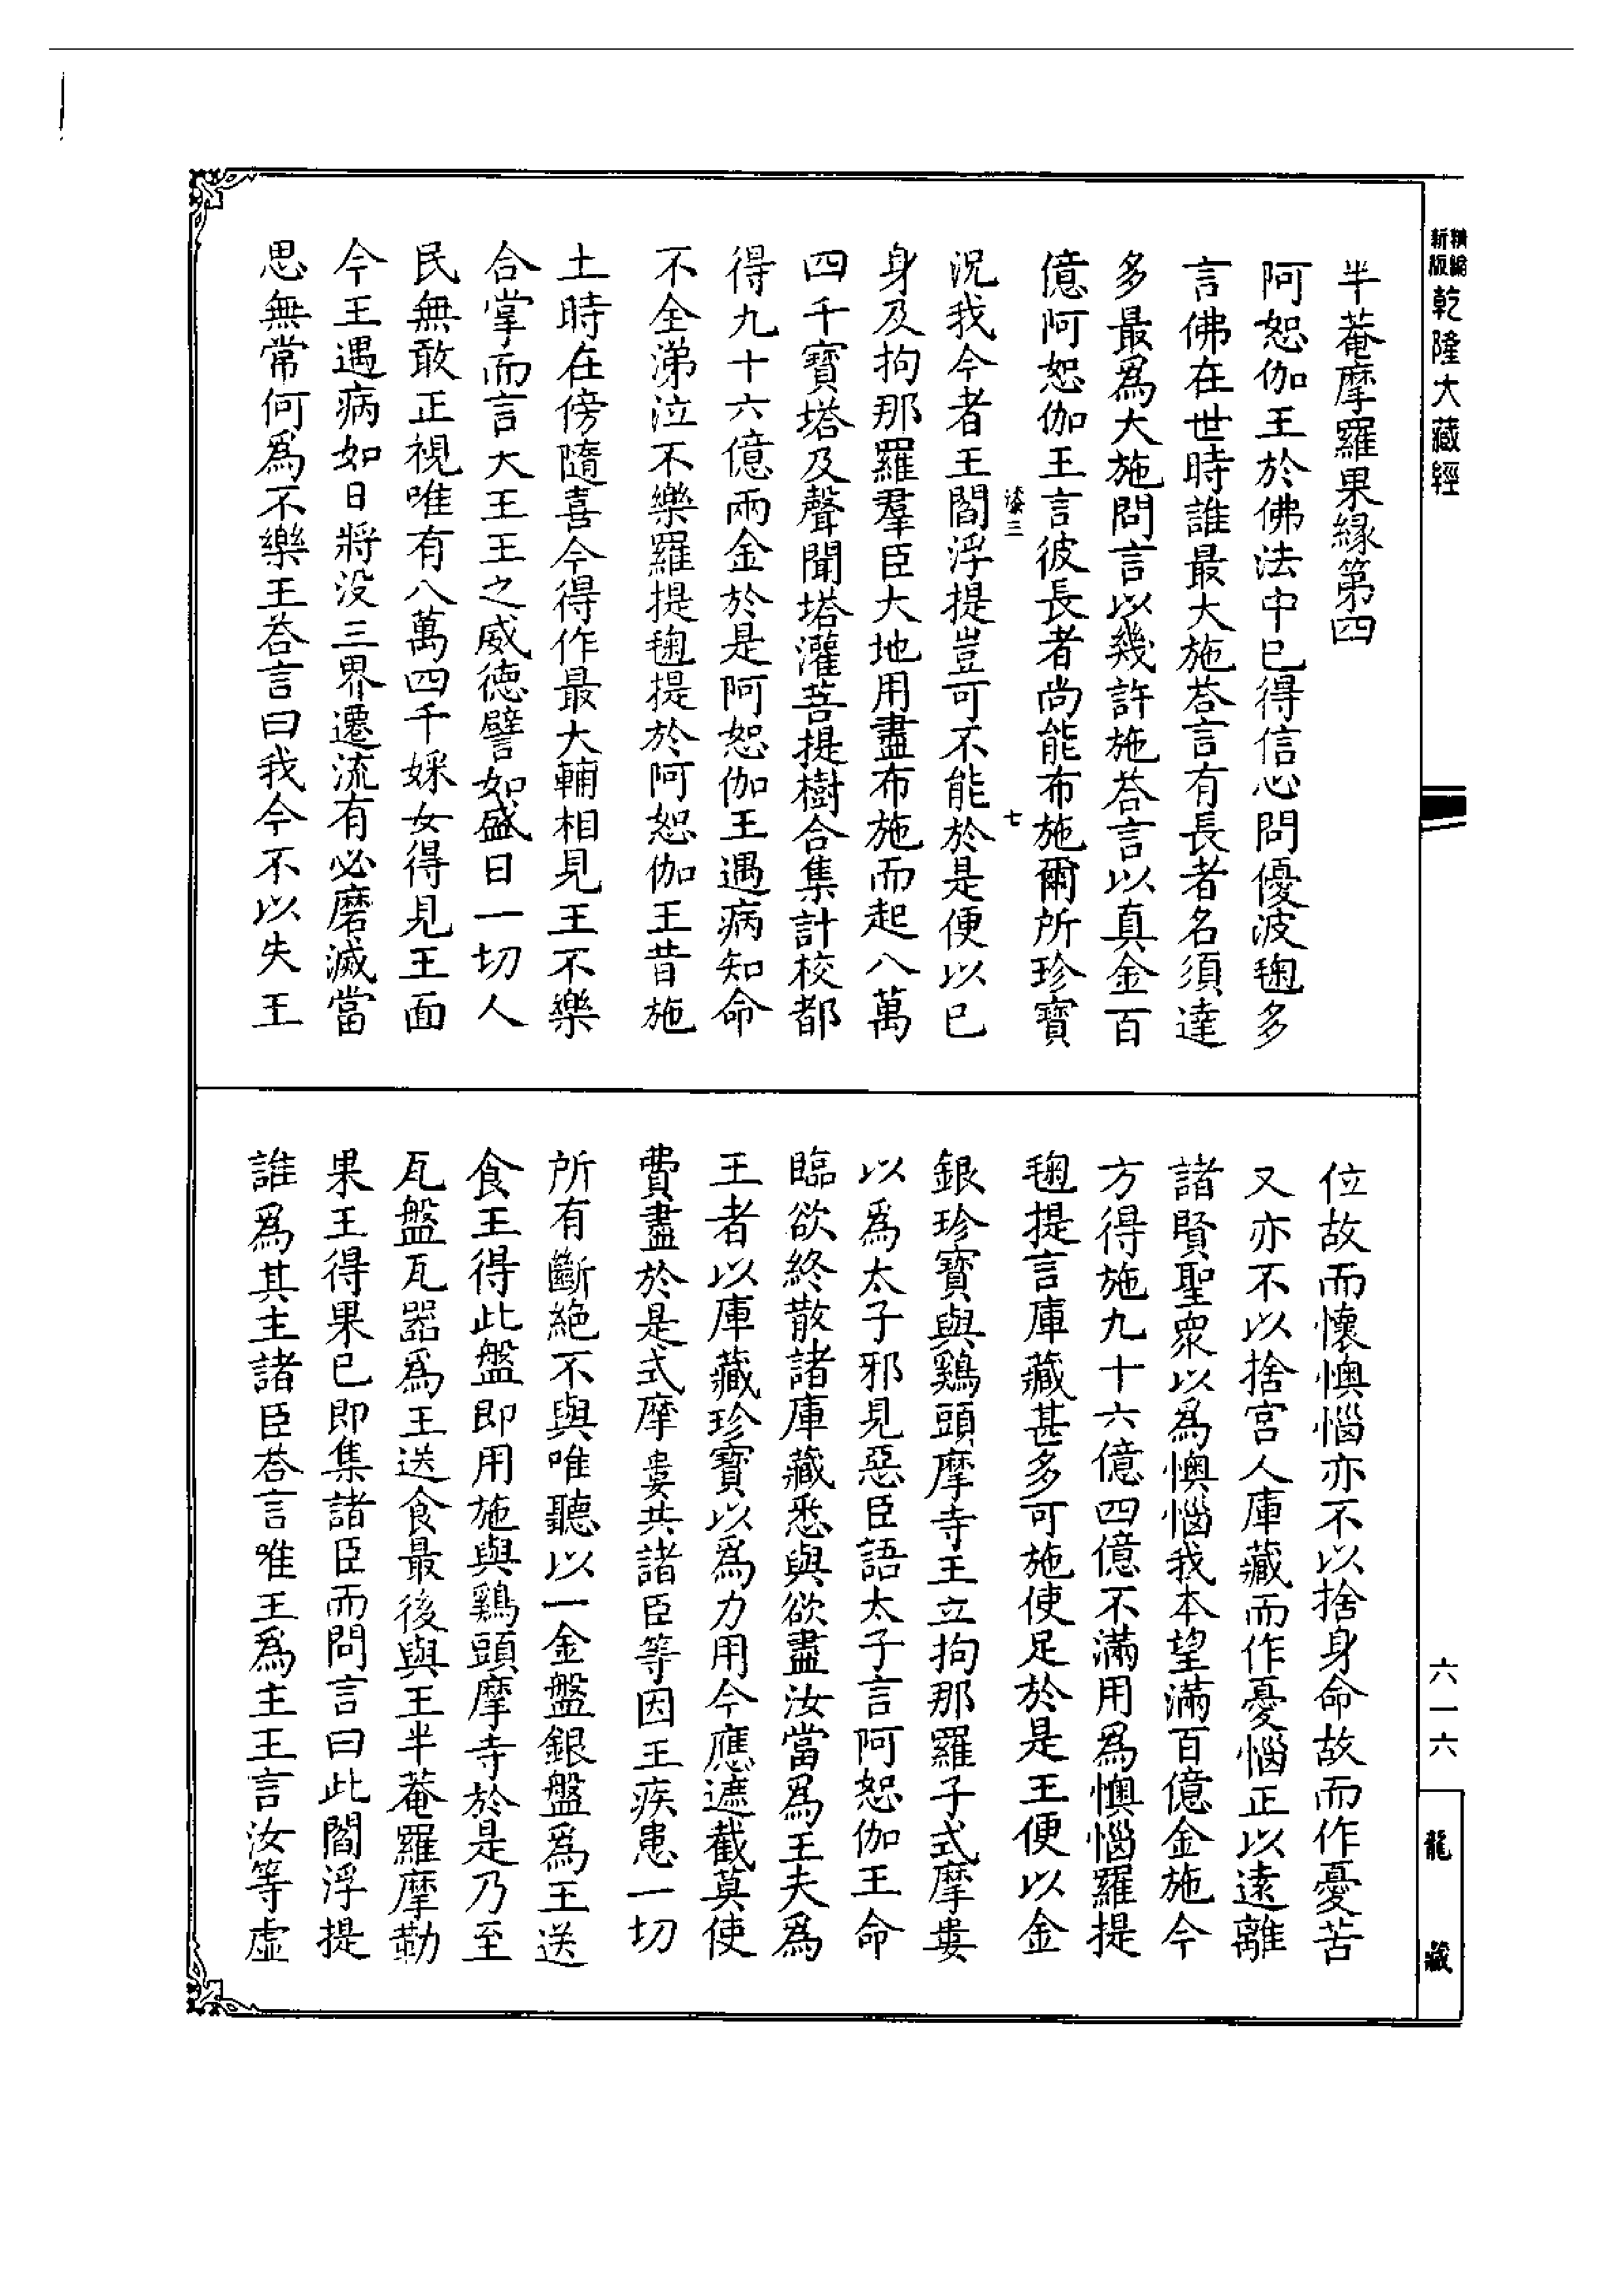 精縮新版乾隆大藏經
半菴摩羅果緣第四
阿恕伽王於佛法中已得信心問優波毱多
言佛在世時誰最大施荅言有長者名須達
多最爲大施問言以幾許施荅言以真金百
億阿恕伽王言彼長者尚能布施爾所珍寶
漆三 七
況我今者王閻浮提豈可不能於是便以已
身及拘那羅羣臣大地用盡布施而起八萬
四千寶塔及聲聞塔灌菩提樹合集計校都
得九十六億兩金於是阿恕伽王遇病知命
不全涕泣不樂羅提毱提於阿恕伽王昔施
土時在傍隨喜今得作最大輔相見王不樂
合掌而言大王王之威德譬如盛日一切人
民無敢正視唯有八萬四千婇女得見王面
今王遇病如日將没三界遷流有必磨滅當
思無常何爲不樂王荅言曰我今不以失王
位故而懷懊惱亦不以捨身命故而作憂苦
又亦不以捨宮人庫藏而作憂惱正以遠離
諸賢聖衆以爲懊惱我本望滿百億金施今
方得施九十六億四億不滿用爲懊惱羅提
毱提言庫藏甚多可施使足於是王便以金
銀珍寶與鷄頭摩寺王立拘那羅子式摩婁
以爲太子邪見惡臣語太子言阿恕伽王命
臨欲終散諸庫藏悉與欲盡汝當爲王夫爲
王者以庫藏珍寶以爲力用今應遮截莫使
費盡於是式摩婁共諸臣等因王疾患一切
所有斷絶不與唯聽以一金盤銀盤爲王送
食王得此盤即用施與鷄頭摩寺於是乃至
瓦盤瓦器爲王送食最後與王半菴羅摩勒
果王得果已即集諸臣而問言曰此閻浮提
誰爲其主諸臣荅言唯王爲主王言汝等虛
六一六
龍藏